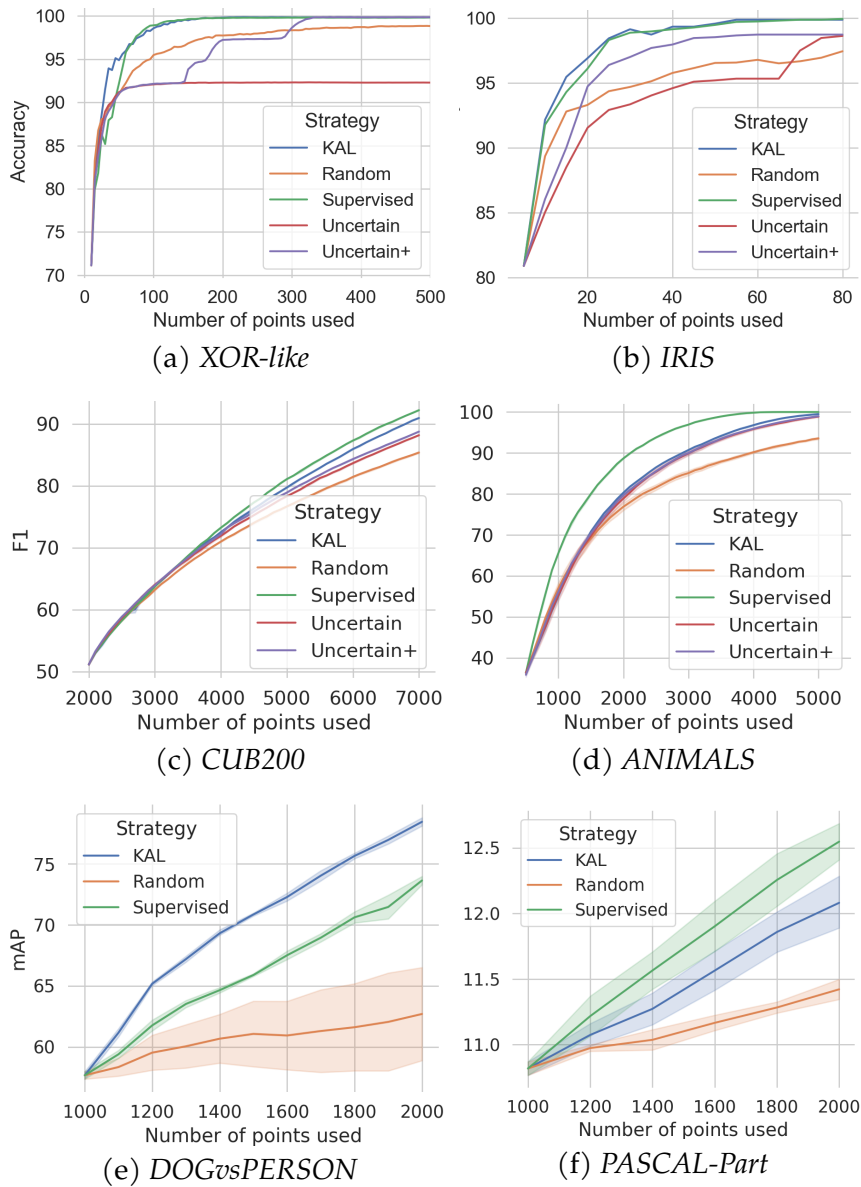 100
95
90
85
80
75
70
Accuracy
Strategy
KAL
Random
Supervised
Uncertain
Uncertain+
0 100 200 300 400 500
Number of points used
(a) XOR-like
100
95
90
85
80
Strategy
KAL
Random
Supervised
Uncertain
Uncertain+
20 40 60 80
Number of points used
(b) IRIS
90
80
70
60
50
F1
Strategy
KAL
Random
Supervised
Uncertain
Uncertain+
2000 3000 4000 5000 6000 7000
Number of points used
(c) CUB200
100
90
80
70
60
50
40
Strategy
KAL
Random
Supervised
Uncertain
Uncertain+
1000 2000 3000 4000 5000
Number of points used
(d) ANIMALS
75
70
65
60
mAP
Strategy
KAL
Random
Supervised
1000 1200 1400 1600 1800 2000
Number of points used
(e) DOGvsPERSON
12.5
12.0
11.5
11.0
Strategy
KAL
Random
Supervised
1000 1200 1400 1600 1800 2000
Number of points used
(f) PASCAL-Part